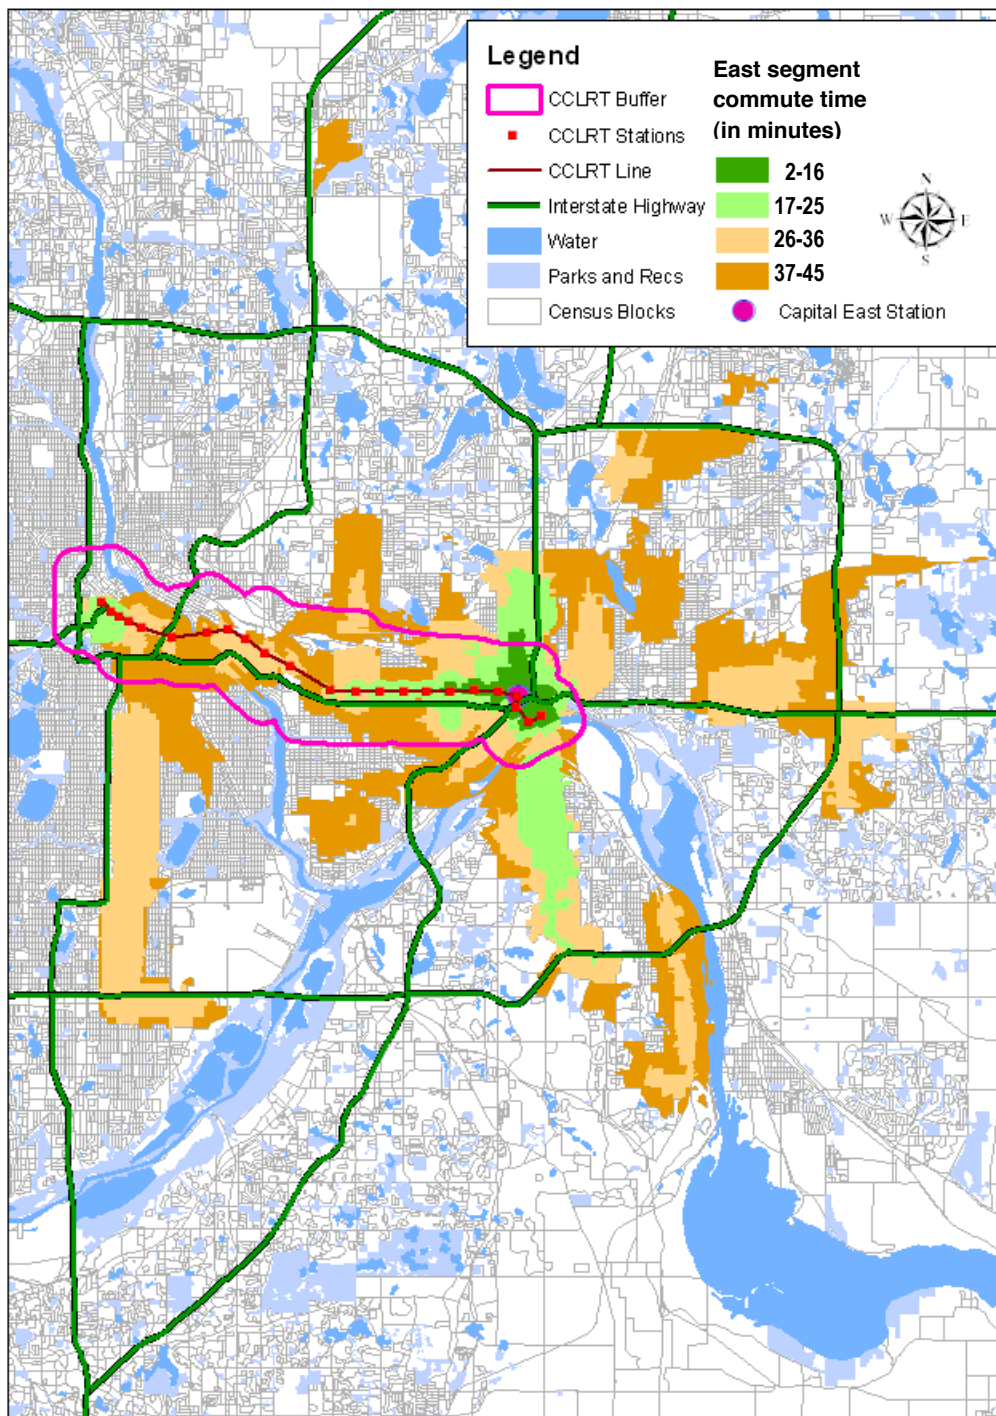 Legend
CCLRT Buffer
CCLRT Stations
CCLRT Line
Interstate Highway
Water
Parks and Recs
Census Blocks
East segment
commute time
(in minutes)
2-16
17-25
26-36
37-45
Capital East Station
N
W E
S